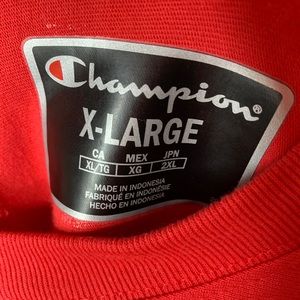 Champion®
X-LARGE
CA MEX JPN
XL/TG XG 2XL
MADE IN INDONESIA
FABRIQUÉ EN INDONÉSIE
HECHO EN INDONESIA